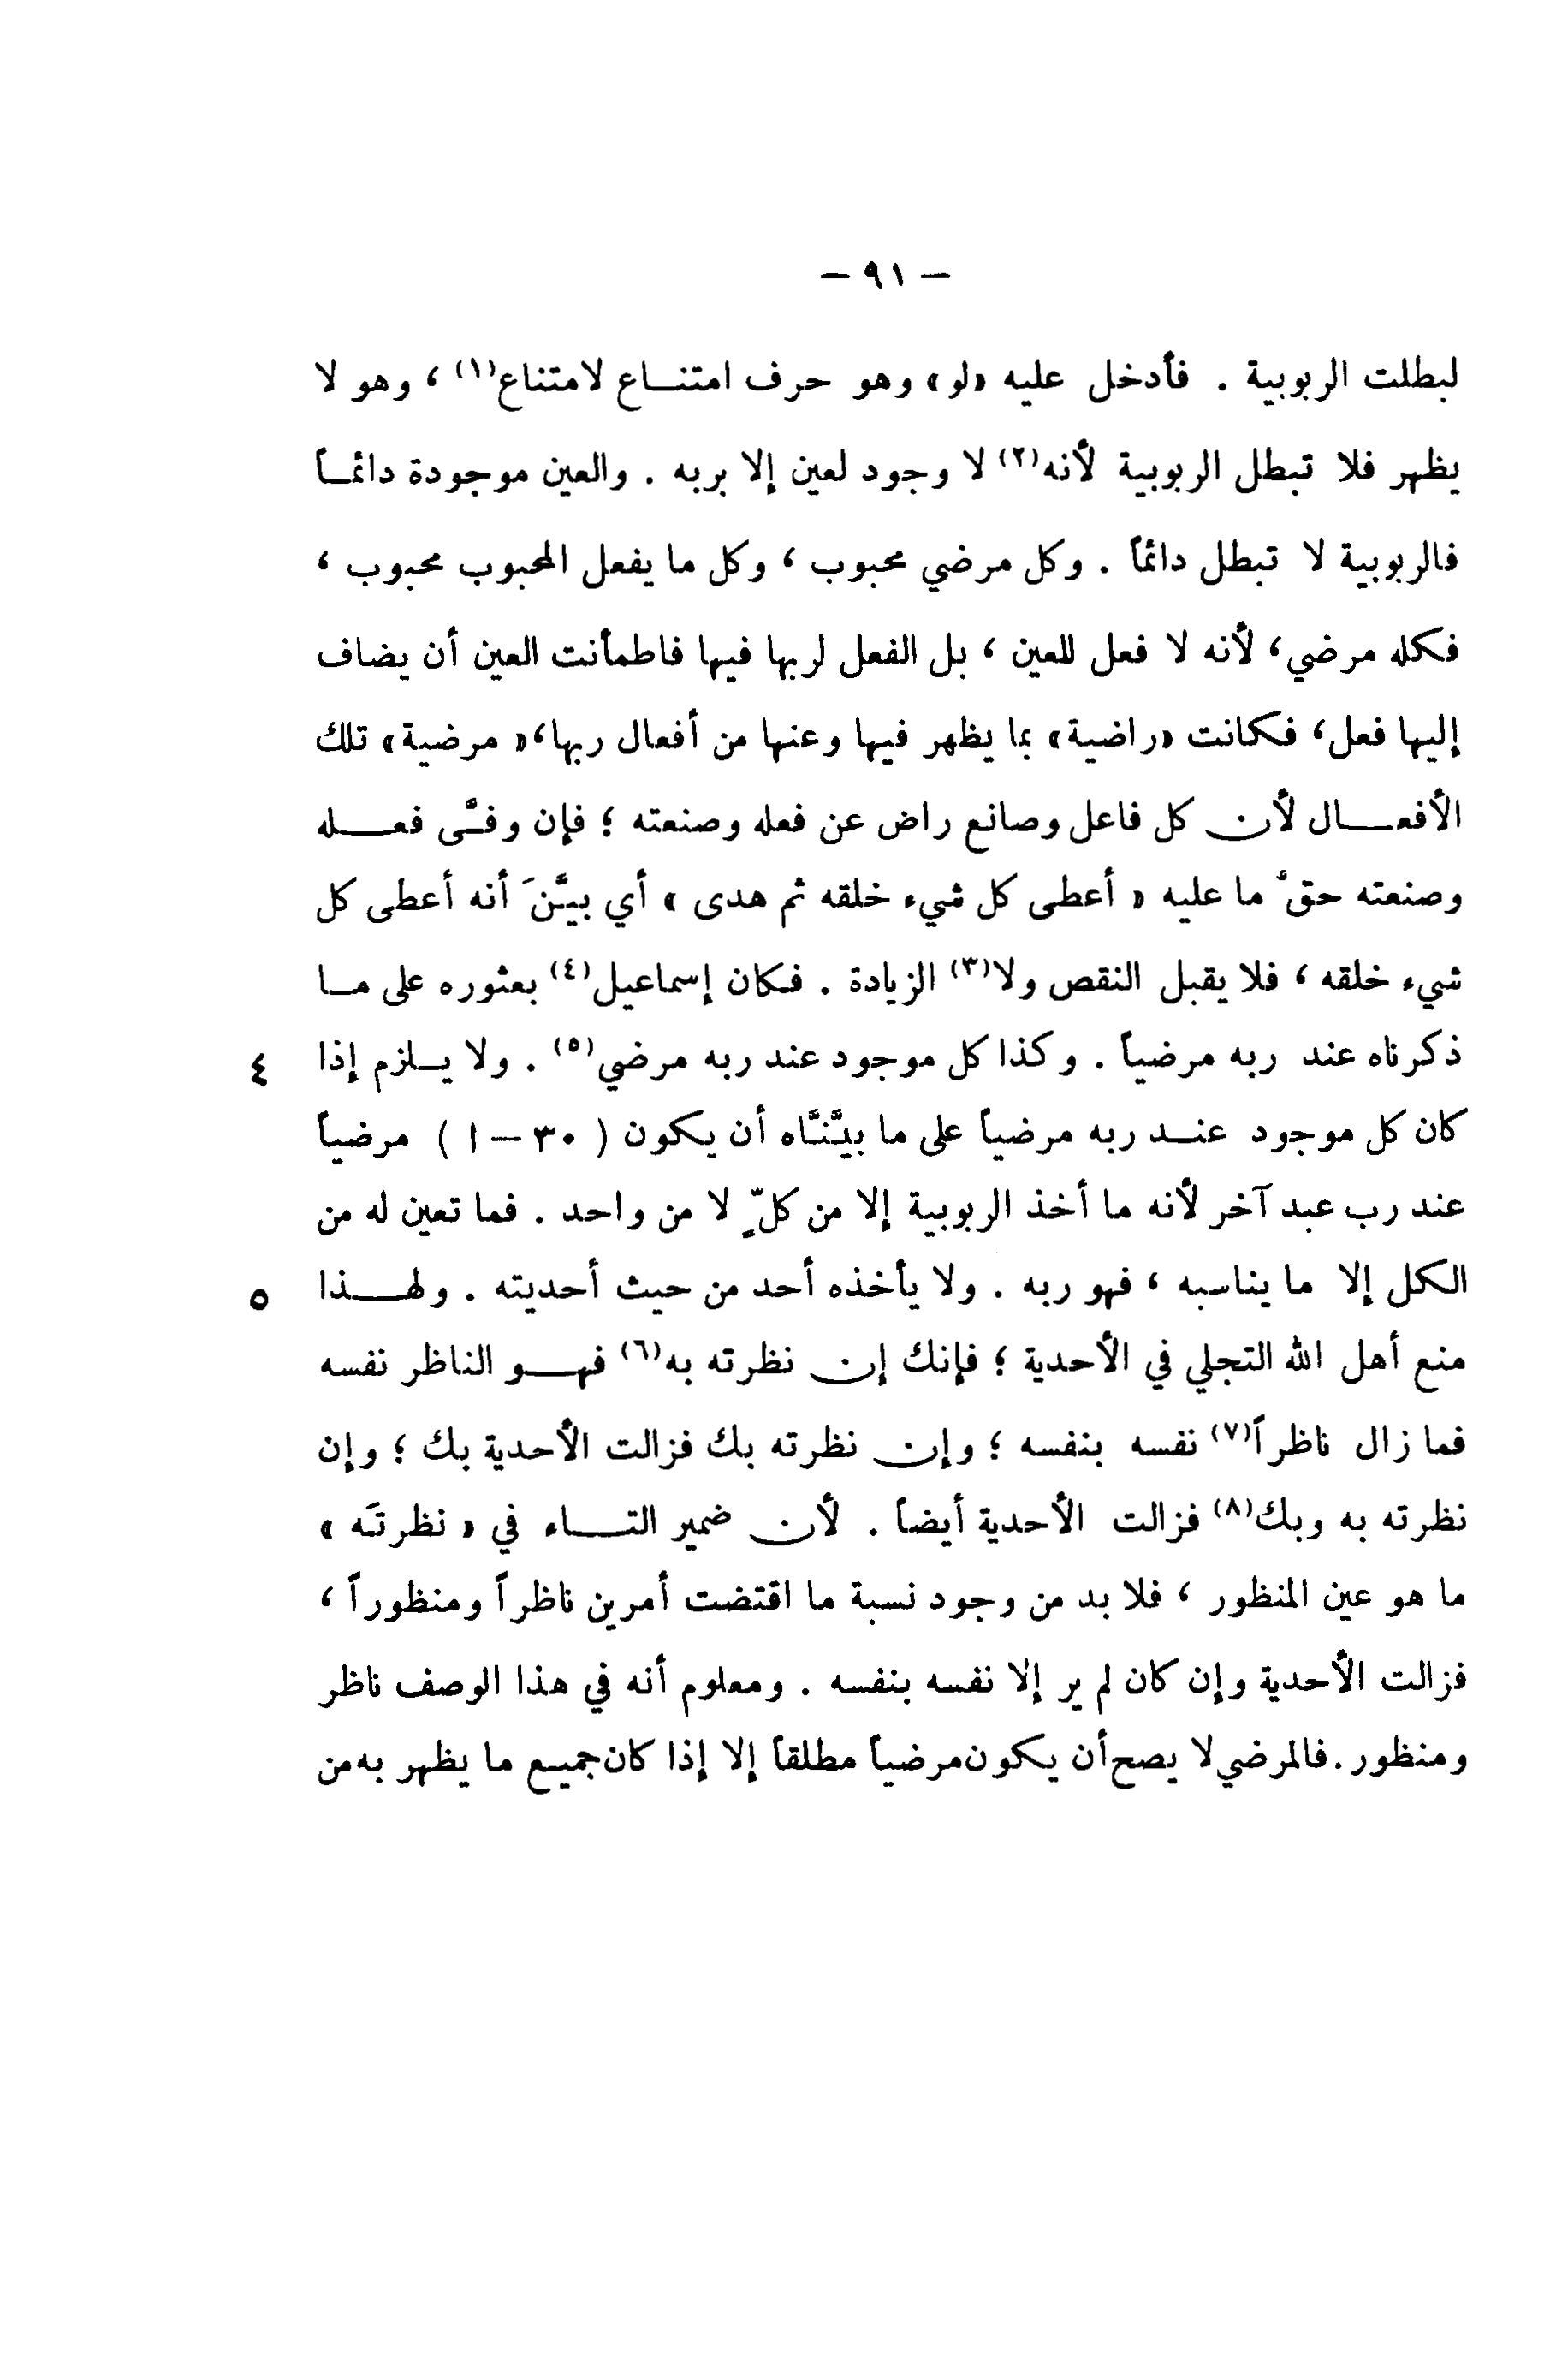 — ٩١ —
لبطلت الربوبية . فأدخل عليه «لو» وهو حرف امتنـاع لامتناع(١) ، وهو لا
يظهر فلا تبطل الربوبية لأنه(٢) لا وجود لعين إلا بربه . والعين موجودة دائمـاً
فالربوبية لا تبطل دائماً . وكل مرضي محبوب ، وكل ما يفعل المحبوب محبوب ،
فكله مرضي، لأنه لا فعل للعين ، بل الفعل لربها فيها فاطمأنت العين أن يضاف
إليها فعل، فكانت «راضية» بما يظهر فيها وعنها من أفعال ربها،« مرضية» تلك
الأفعـال لأن كل فاعل وصانع راض عن فعله وصنعته ؛ فإن وفَّى فعـله
وصنعته حقَّ ما عليه « أعطى كل شيء خلقه ثم هدى » أي بيَّنَ أنه أعطى كل
شيء خلقه ، فلا يقبل النقص ولا(٣) الزيادة . فكان إسماعيل(٤) بعثوره على مـا
ذكرناه عند ربه مرضياً . وكذا كل موجود عند ربه مرضي(٥) . ولا يـلزم إذا ٤
كان كل موجود عنـد ربه مرضياً على ما بيَّنَّاه أن يكون ( ٣٠ — ا ) مرضياً
عند رب عبد آخر لأنه ما أخذ الربوبية إلا من كلٍّ لا من واحد . فما تعين له من
الكل إلا ما يناسبه ، فهو ربه . ولا يأخذه أحد من حيث أحديته . ولهـذا ٥
منع أهل الله التجلي في الأحدية ؛ فإنك إن نظرته به(٦) فهـو الناظر نفسه
فما زال ناظراً(٧) نفسه بنفسه ؛ وإن نظرته بك فزالت الأحدية بك ؛ وإن
نظرته به وبك(٨) فزالت الأحدية أيضاً . لأن ضمير التـاء في « نظرتَه »
ما هو عين المنظور ، فلا بد من وجود نسبة ما اقتضت أمرين ناظراً ومنظوراً ،
فزالت الأحدية وإن كان لم ير إلا نفسه بنفسه . ومعلوم أنه في هذا الوصف ناظر
ومنظور. فالمرضي لا يصح أن يكون مرضياً مطلقاً إلا إذا كان جميـع ما يظهر به من